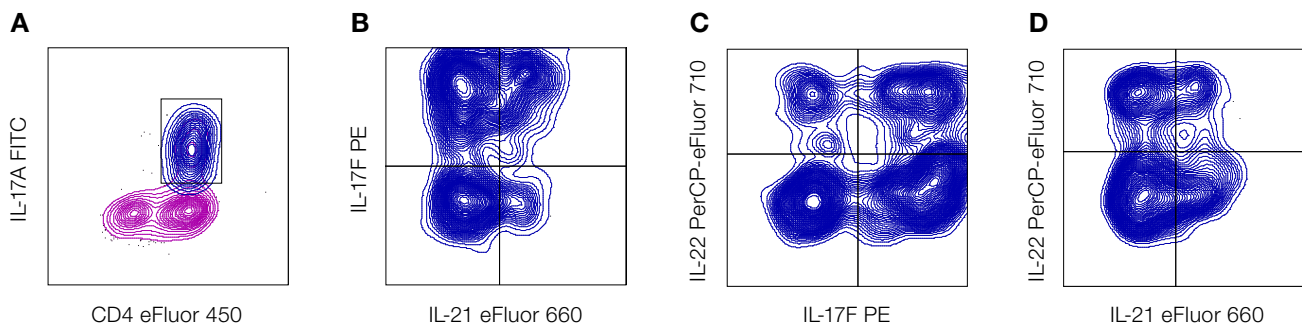 A
IL-17A FITC
CD4 eFluor 450
B
IL-17F PE
IL-21 eFluor 660
C
IL-22 PerCP-eFluor 710
IL-17F PE
D
IL-22 PerCP-eFluor 710
IL-21 eFluor 660